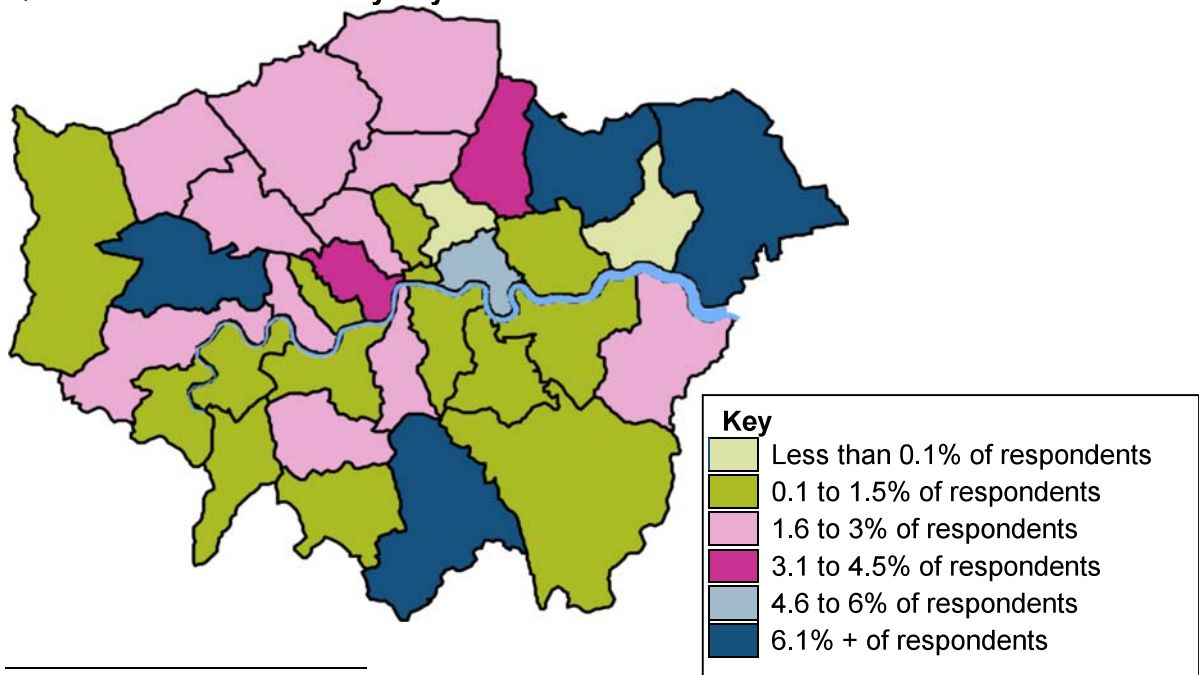 Key
Less than 0.1% of respondents
0.1 to 1.5% of respondents
1.6 to 3% of respondents
3.1 to 4.5% of respondents
4.6 to 6% of respondents
6.1% + of respondents